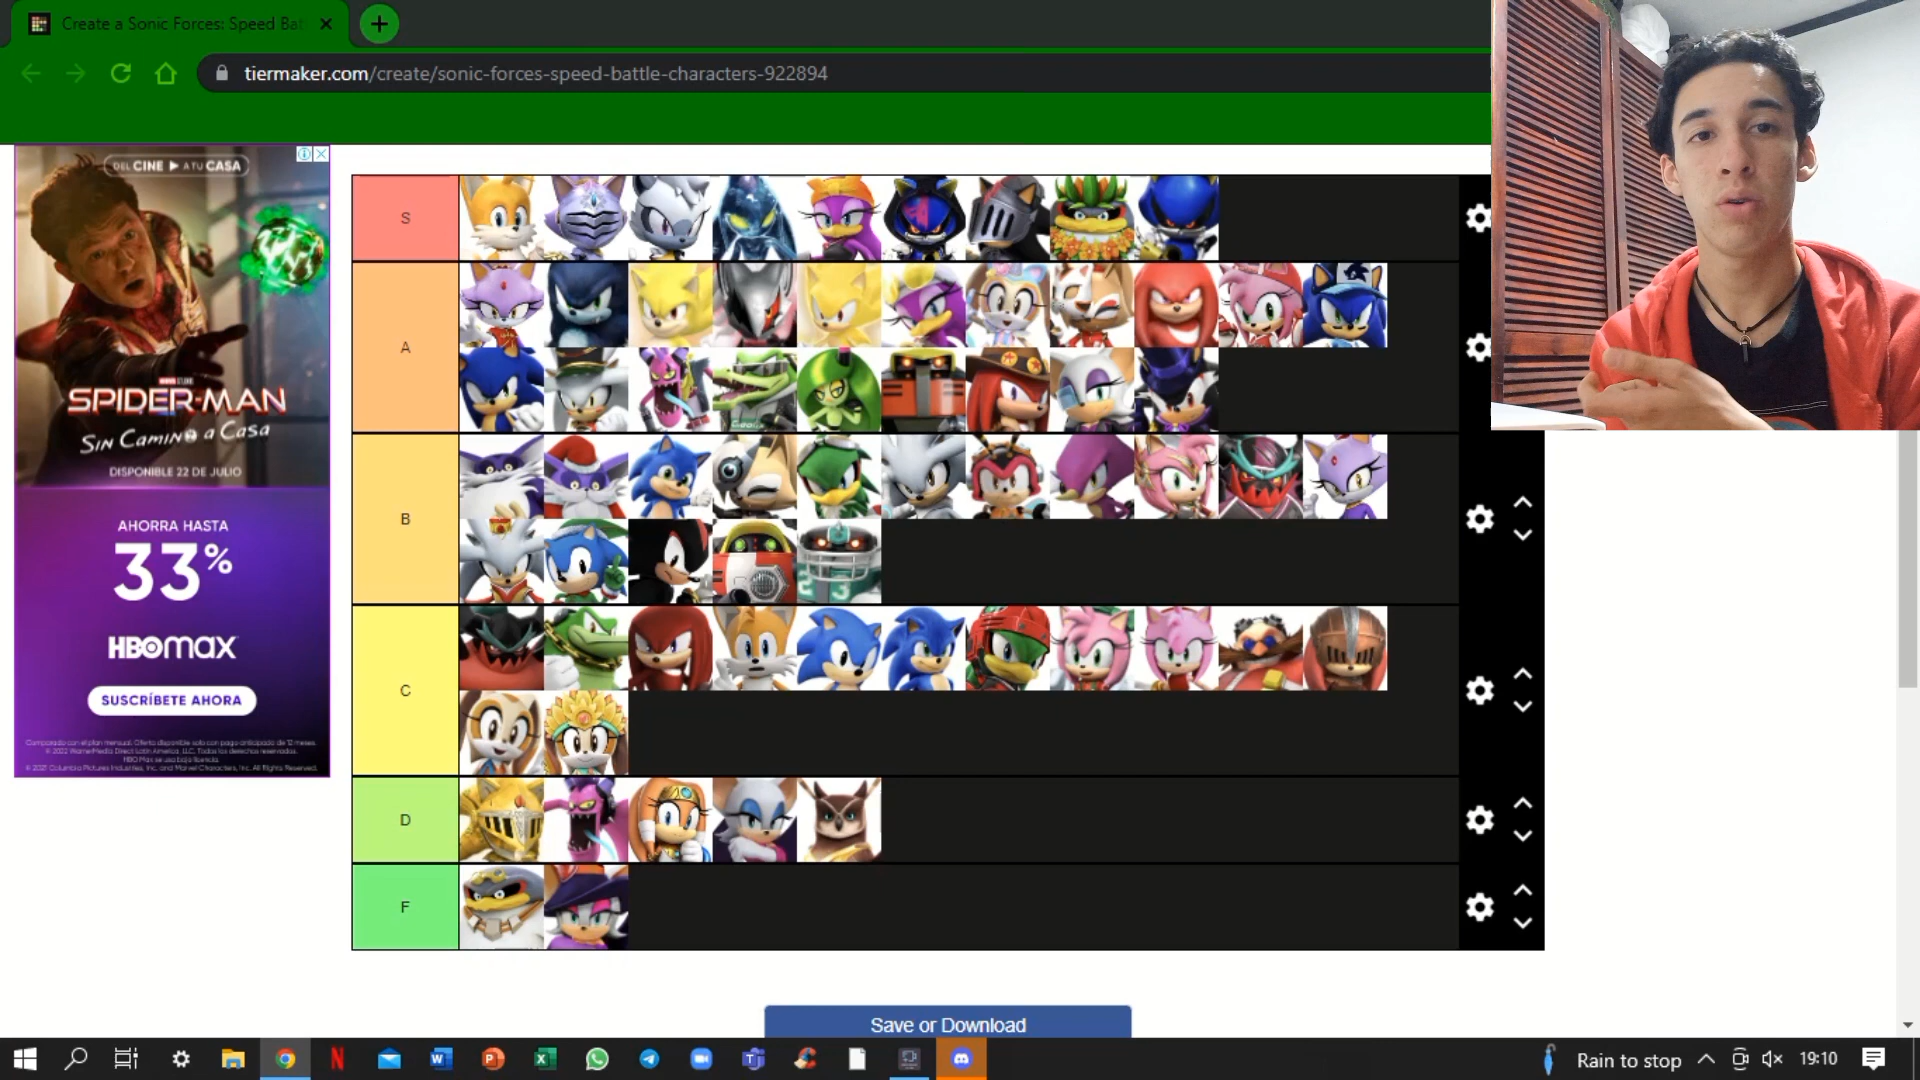 Create a Sonic Forces: Speed Bat
tiermaker.com/create/sonic-forces-speed-battle-characters-922894
DEL CINE ▶ A TU CASA
SPIDER-MAN
SIN CAMINO A CASA
DISPONIBLE 22 DE JULIO
AHORRA HASTA
33%
HBOMAX
SUSCRÍBETE AHORA
S
A
B
C
D
F
Save or Download
Rain to stop
19:10